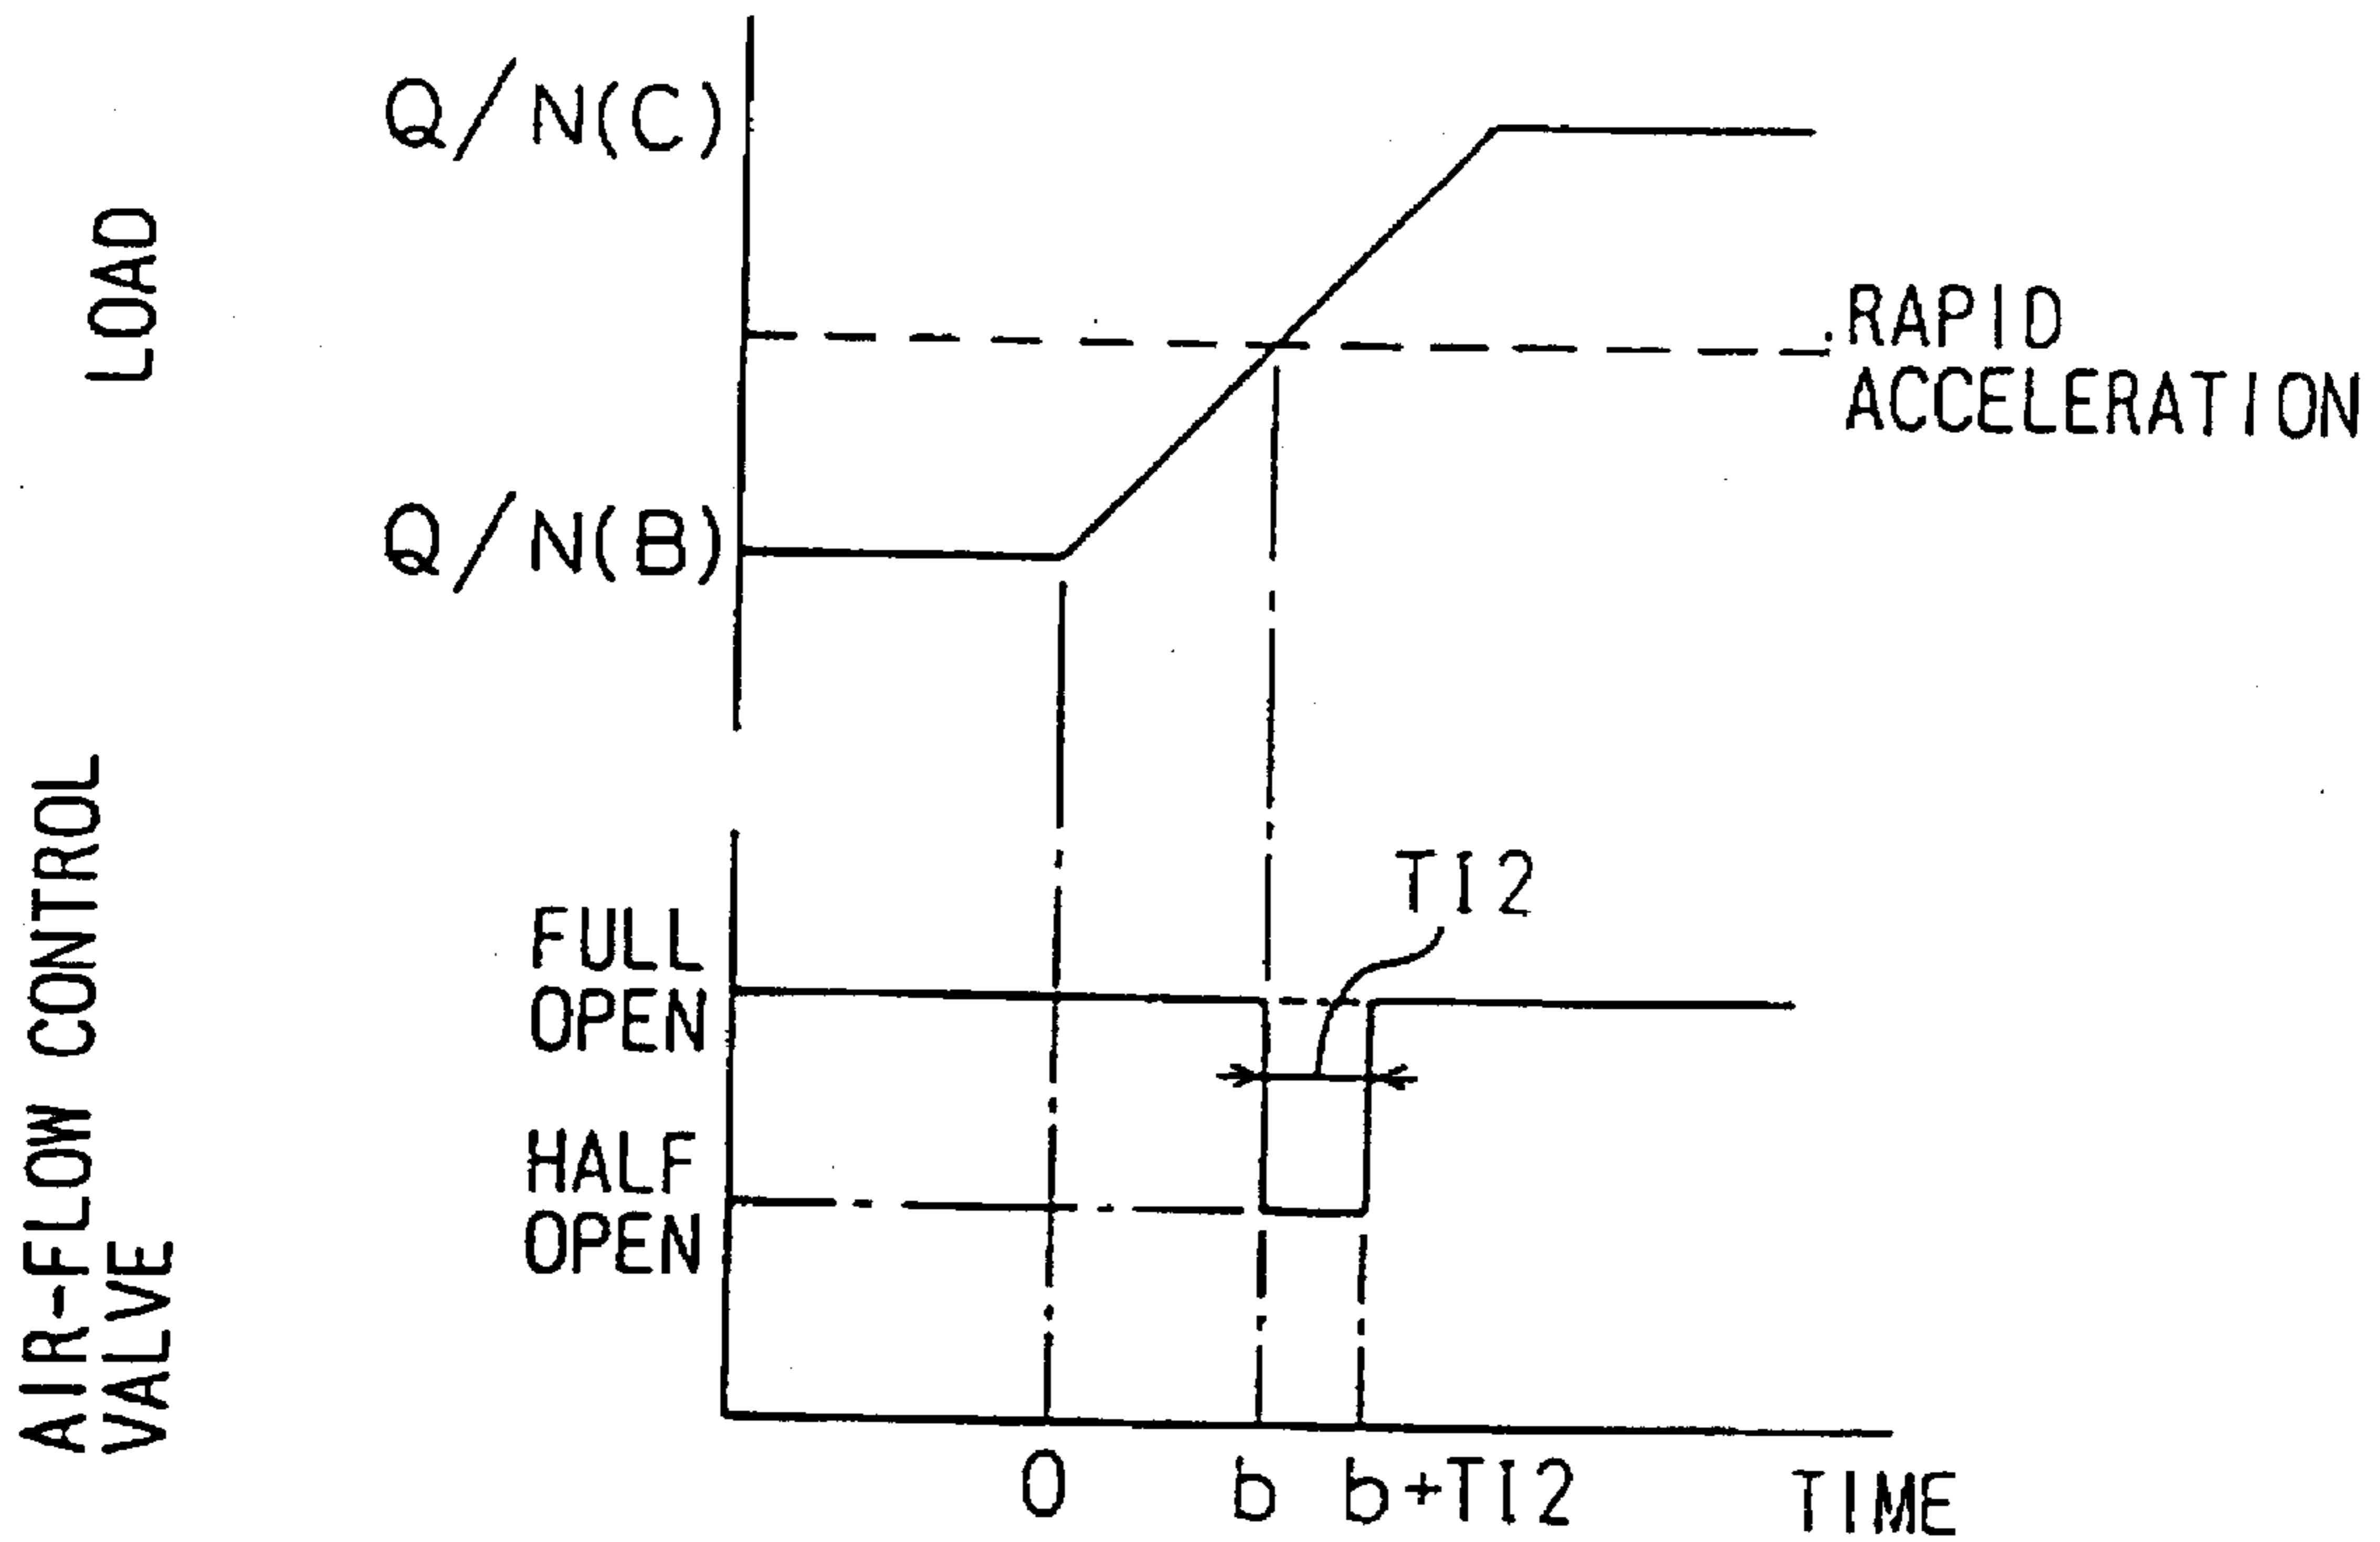 LOAD
Q/N(C)
RAPID
ACCELERATION
Q/N(B)
AIR-FLOW CONTROL
VALVE
TI2
FULL
OPEN
HALF
OPEN
0
b
b+TI2
TIME